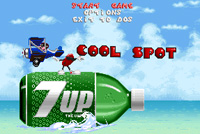 START GAME
OPTIONS
EXIT TO DOS
COOL SPOT
7UP